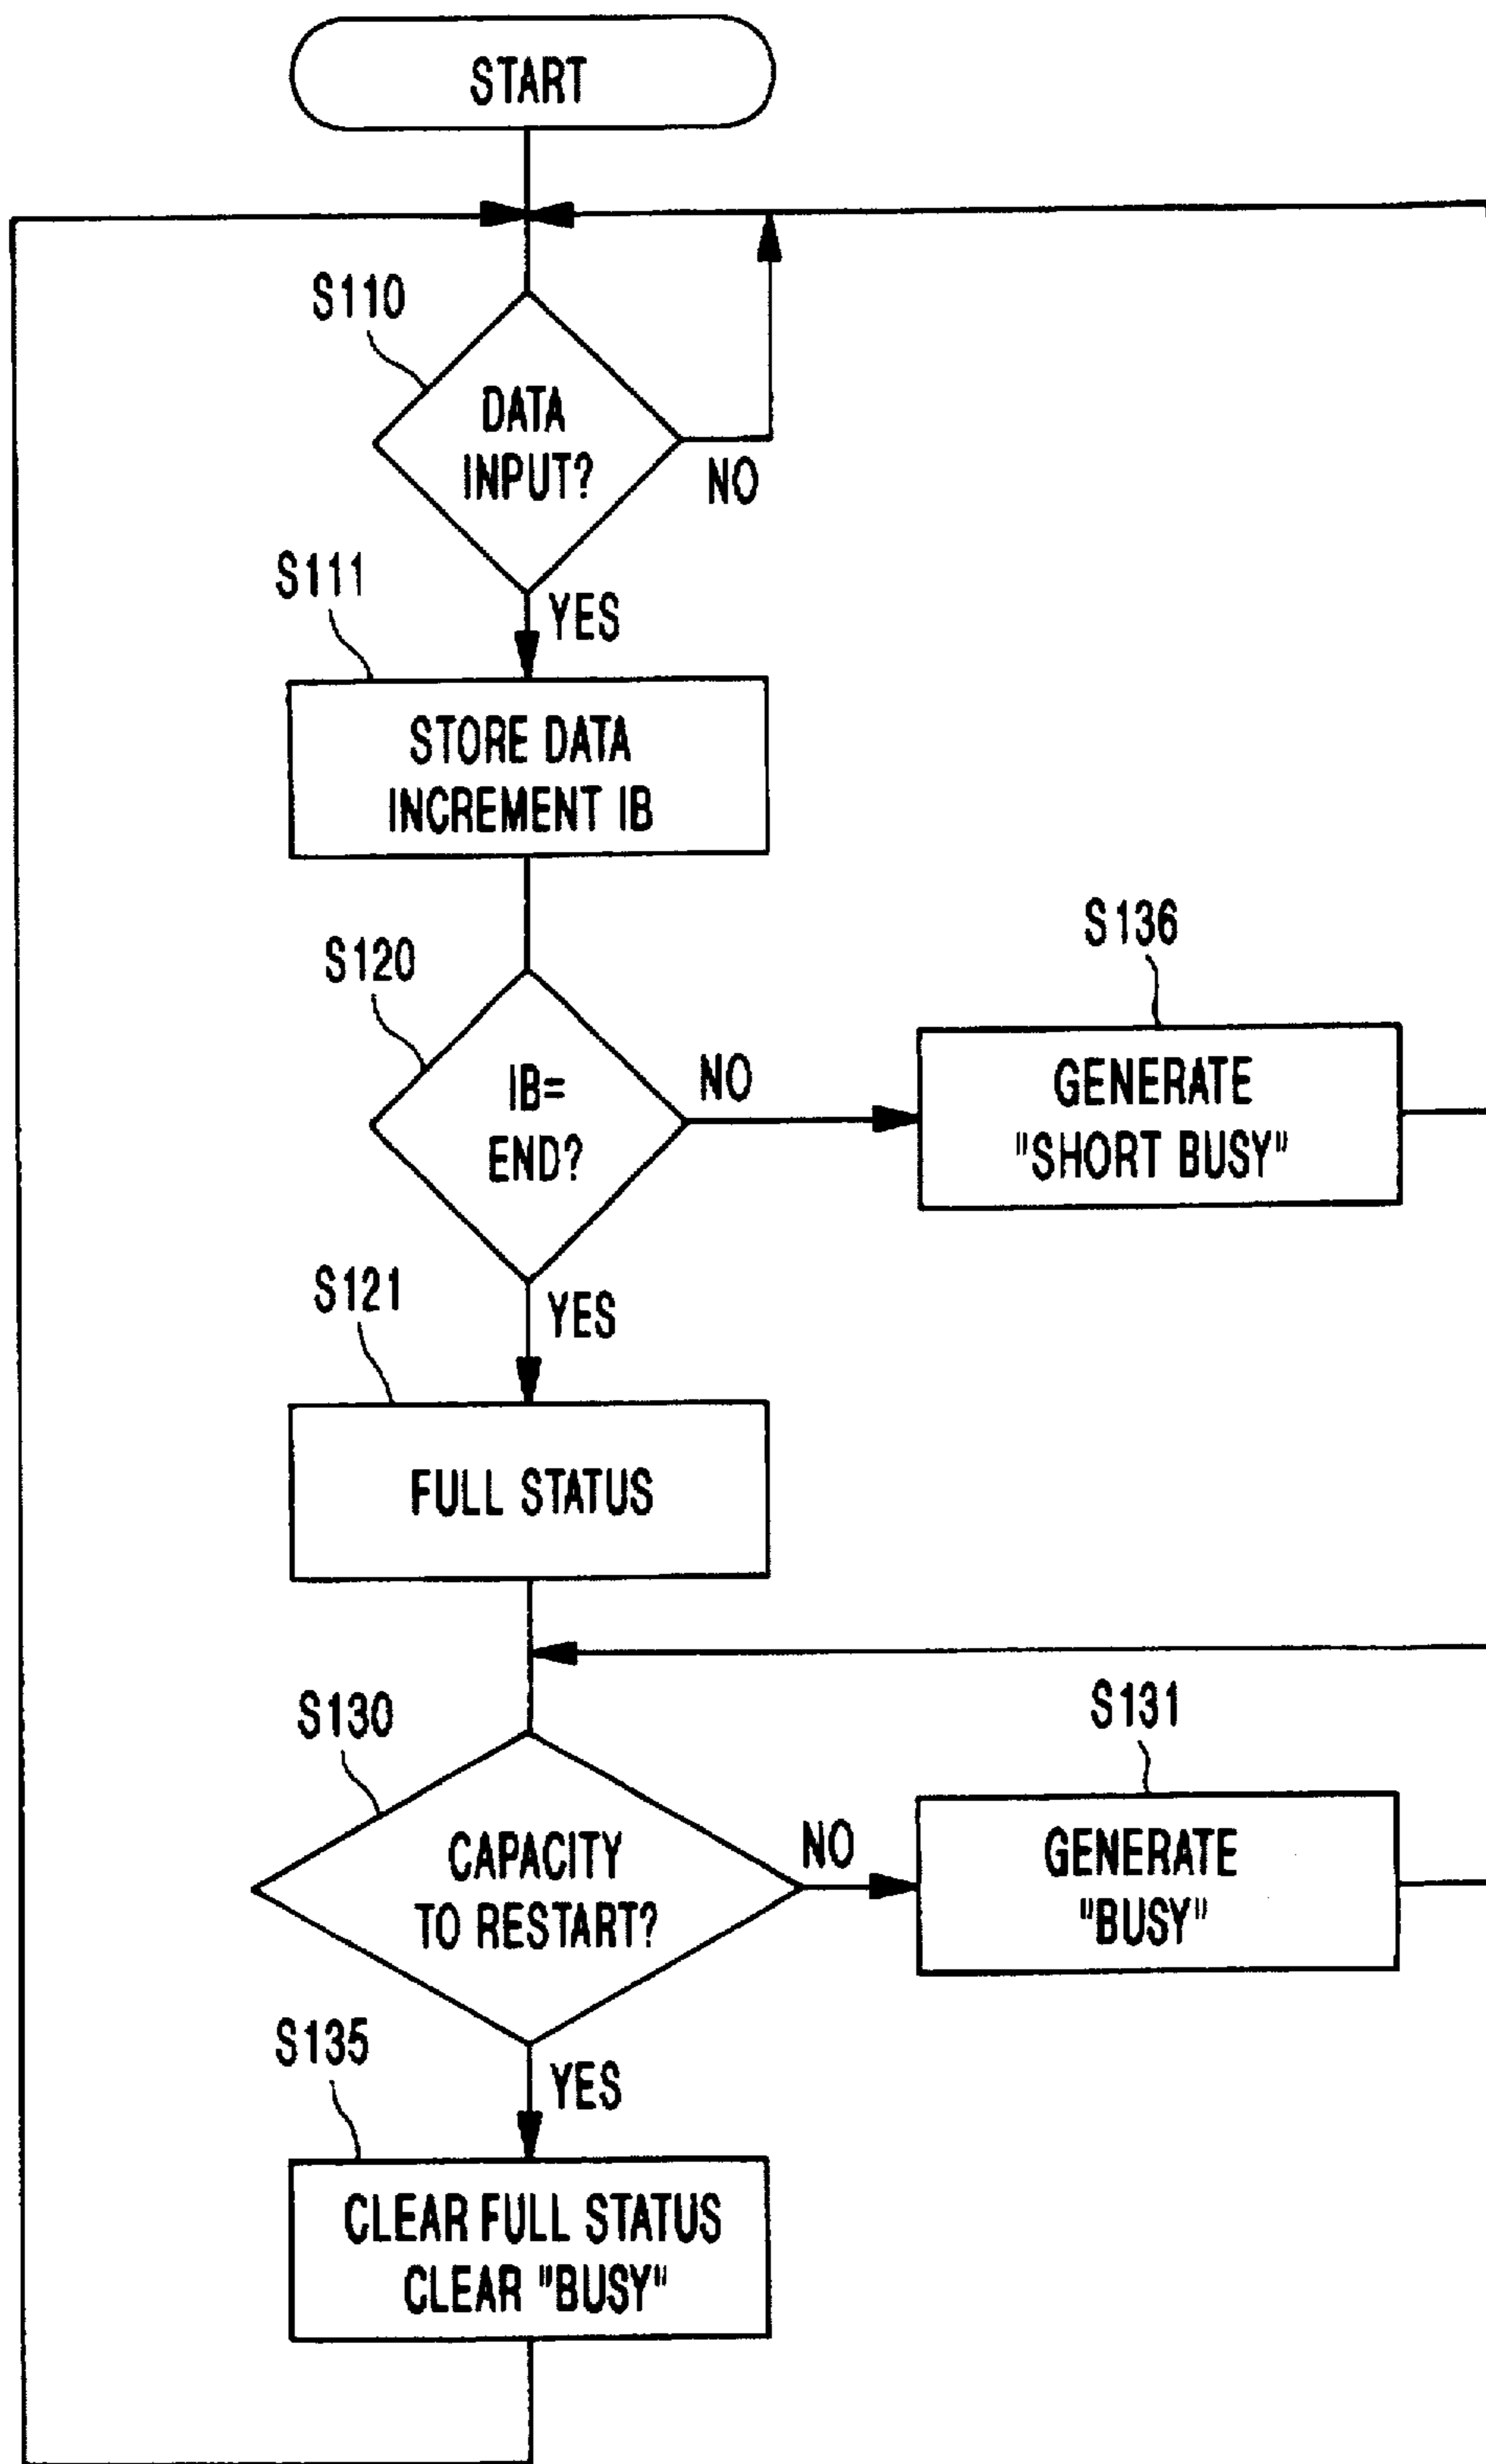 START
S110
DATA
INPUT?
NO
S111
YES
STORE DATA
INCREMENT IB
S120
IB=
END?
NO
S136
GENERATE
"SHORT BUSY"
S121
YES
FULL STATUS
S130
CAPACITY
TO RESTART?
NO
S131
GENERATE
"BUSY"
S135
YES
CLEAR FULL STATUS
CLEAR "BUSY"